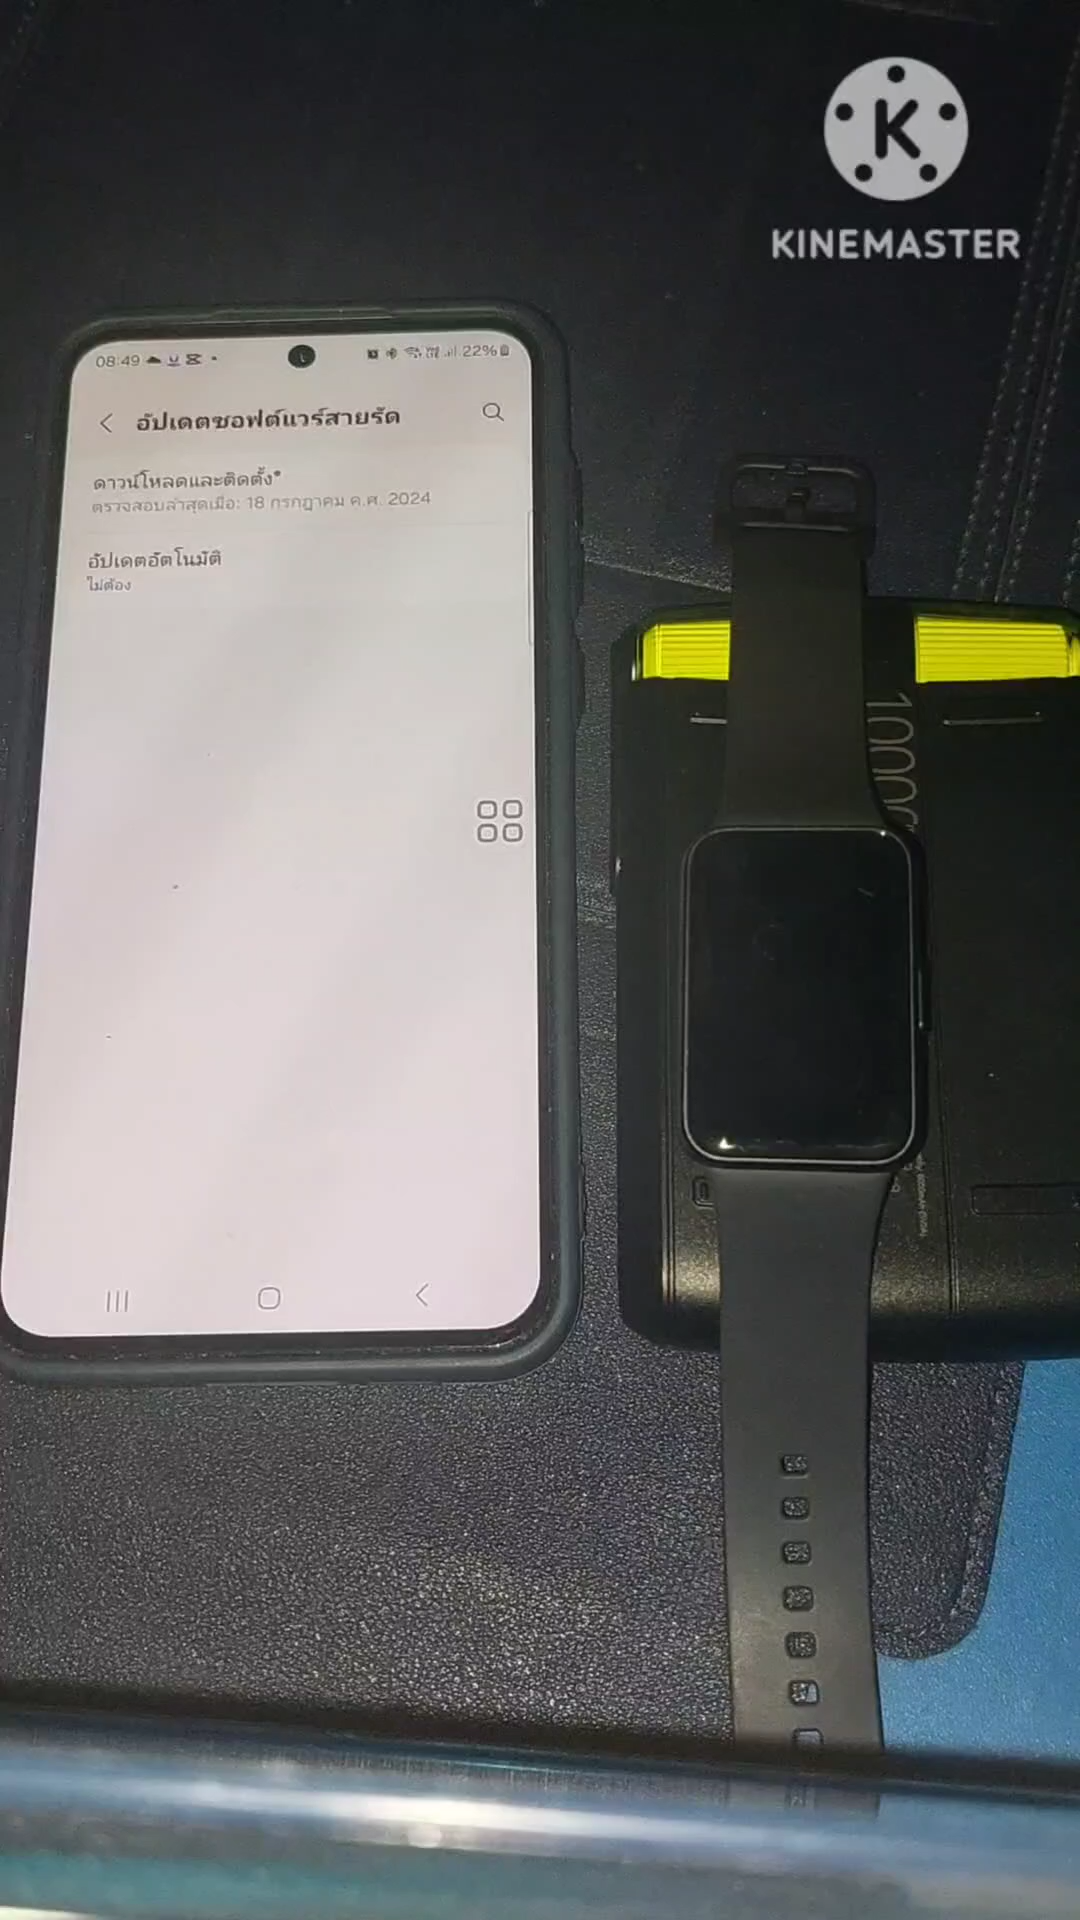 K
KINEMASTER
08:49
22%
อัปเดตซอฟต์แวร์สายรัด
ดาวน์โหลดและติดตั้ง
ตรวจสอบล่าสุดเมื่อ: 18 กรกฎาคม ค.ศ. 2024
อัปเดตอัตโนมัติ
ไม่ต้อง